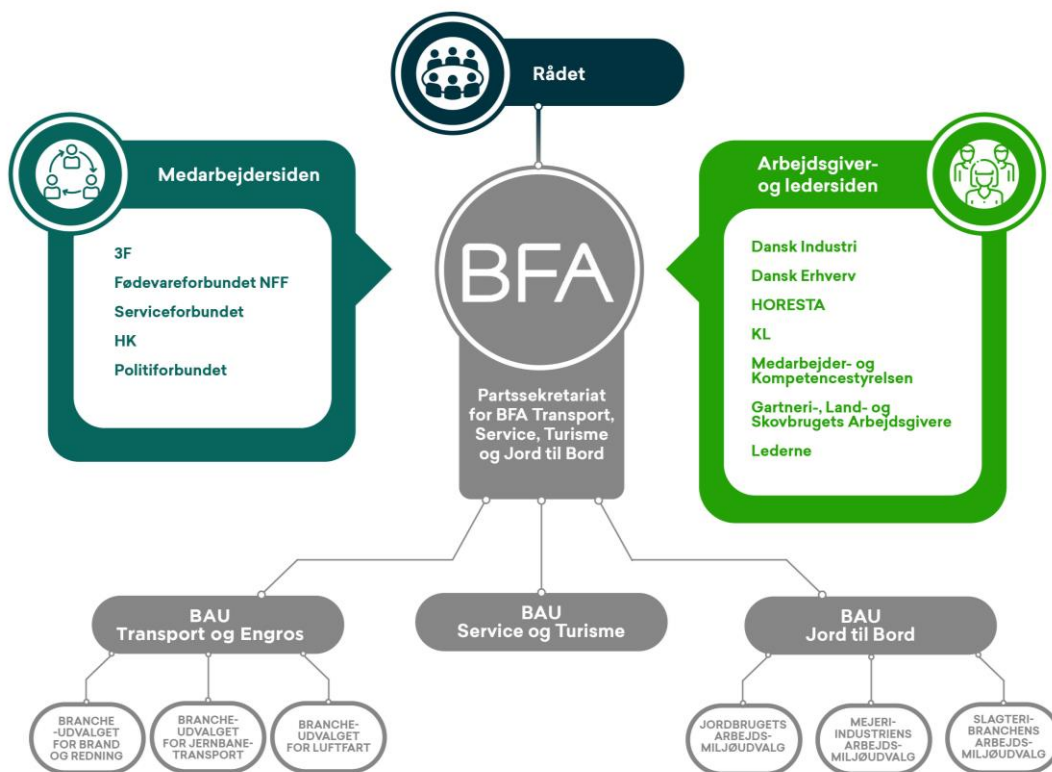 Rådet
Medarbejdersiden
3F
Fødevareforbundet NFF
Serviceforbundet
HK
Politiforbundet
BFA
Partssekretariat
for BFA Transport,
Service, Turisme
og Jord til Bord
Arbejdsgiver-
og ledersiden
Dansk Industri
Dansk Erhverv
HORESTA
KL
Medarbejder- og
Kompetencestyrelsen
Gartneri-, Land- og
Skovbrugets Arbejdsgivere
Lederne
BAU
Transport og Engros
BAU
Service og Turisme
BAU
Jord til Bord
BRANCHE
-UDVALGET
FOR BRAND
OG REDNING
BRANCHE-
UDVALGET
FOR JERNBANE-
TRANSPORT
BRANCHE-
UDVALGET
FOR LUFTFART
JORDBRUGETS
ARBEJDS-
MILJØUDVALG
MEJERI-
INDUSTRIENS
ARBEJDS-
MILJØUDVALG
SLAGTERI-
BRANCHENS
ARBEJDS-
MILJØUDVALG